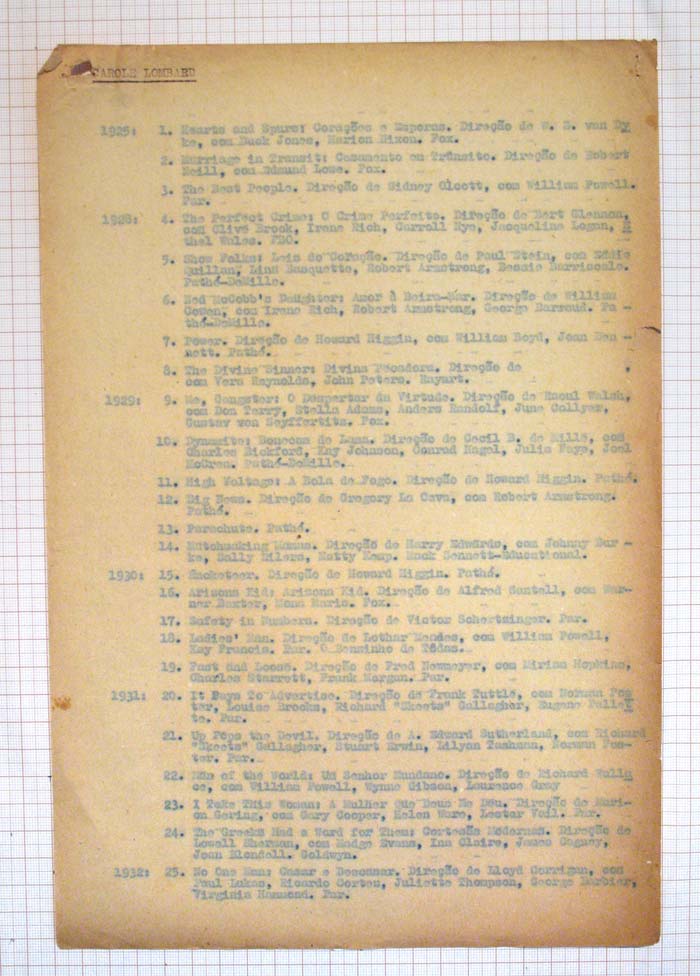 CAROLE LOMBARD
1925: 1. Hearts and Spurs: Corações e Esporas. Direção de W. S. van Dy
ke, com Buck Jones, Marion Nixon. Fox.
2. Marriage in Transit: Casamento em Trânsito. Direção de Robert
Neill, com Edmund Lowe. Fox.
3. The Best People. Direção de Sidney Olcott, com William Powell.
Par.
1928: 4. The Perfect Crime: O Crime Perfeito. Direção de Bert Glennon,
com Clive Brook, Irene Rich, Carroll Nye, Jacqueline Logan, E
thel Wales. FBO.
5. Show Folks: Leis do Coração. Direção de Paul Stein, com Eddie
Quillan, Lina Basquette, Robert Armstrong, Bessie Barriscale.
Pathé-DeMille.
6. Ned McCobb's Daughter: Amor à Beira-Mar. Direção de William
Cowen, com Irene Rich, Robert Armstrong, George Barraud. Pa -
thé-DeMille.
7. Power. Direção de Howard Higgin, com William Boyd, Joan Ben -
nett. Pathé.
8. The Divine Sinner: Divina Pecadora. Direção de ,
com Vera Reynolds, John Peters. Rayart.
1929: 9. Me, Gangster: O Despertar da Virtude. Direção de Raoul Walsh,
com Don Terry, Stella Adams, Anders Randolf, June Collyer,
Gustav von Seyffertitz. Fox.
10. Dynamite: Bonecas de Luxo. Direção de Cecil B. de Mille, com
Charles Bickford, Kay Johnson, Conrad Nagel, Julia Faye, Joel
McCrea. Pathé-DeMille.
11. High Voltage: A Bola de Fogo. Direção de Howard Higgin. Pathé.
12. Big News. Direção de Gregory La Cava, com Robert Armstrong.
Pathé.
13. Parachute. Pathé.
14. Matchmaking Mamas. Direção de Harry Edwards, com Johnny Bur -
ke, Sally Eilers, Matty Kemp. Mack Sennett-Educational.
1930: 15. Racketeer. Direção de Howard Higgin. Pathé.
16. Arizona Kid: Arizona Kid. Direção de Alfred Santell, com War-
ner Baxter, Mona Maris. Fox.
17. Safety in Numbers. Direção de Victor Schertzinger. Par.
18. Ladies' Man. Direção de Lothar Mendes, com William Powell,
Kay Francis. Par. O Benzinho de Tôdas.
19. Fast and Loose. Direção de Fred Newmeyer, com Miriam Hopkins,
Charles Starrett, Frank Morgan. Par.
1931: 20. It Pays To Advertise. Direção de Frank Tuttle, com Norman Fos
ter, Louise Brooks, Richard "Skeets" Gallagher, Eugene Palle
te. Par.
21. Up Pops the Devil. Direção de A. Edward Sutherland, com Richard
"Skeets" Gallagher, Stuart Erwin, Lilyan Tashman, Norman Fos-
ter. Par.
22. Man of the World: Um Senhor Mundano. Direção de Richard Walla
ce, com William Powell, Wynne Gibson, Laurence Gray
23. I Take This Woman: A Mulher que Deus Me Deu. Direção de Mari-
on Gering, com Gary Cooper, Helen Ware, Lester Vail. Par.
24. The Greeks Had a Word for Them: Cortesãs Modernas. Direção de
Lowell Sherman, com Madge Evans, Ina Claire, James Cagney,
Joan Blondell. Goldwyn.
1932: 25. No One Man: Casar e Descasar. Direção de Lloyd Corrigan, com
Paul Lukas, Ricardo Cortez, Juliette Thompson, George Barbier,
Virginia Hammond. Par.